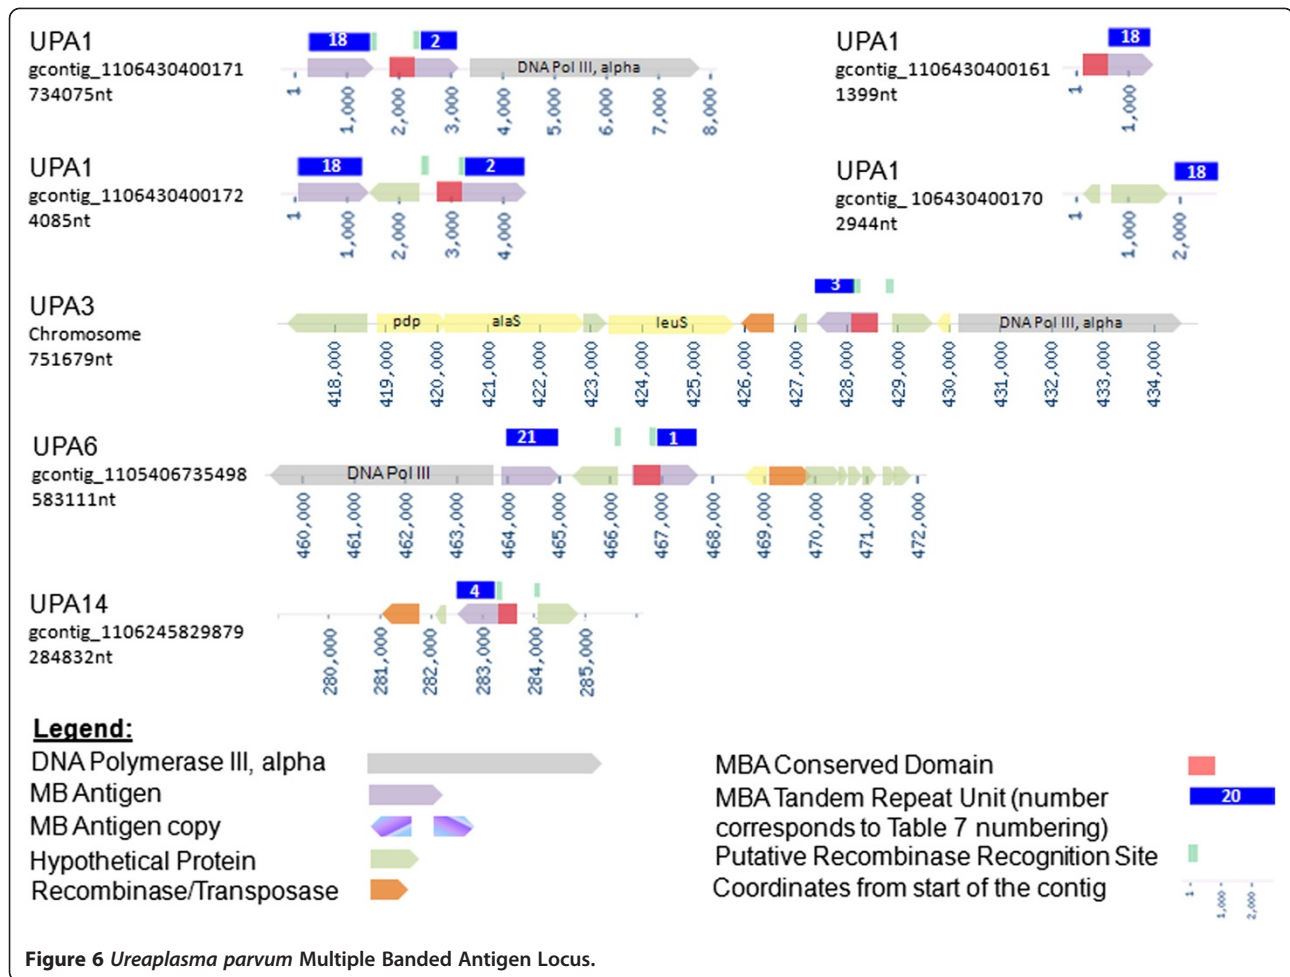 UPA1
gcontig_1106430400171
734075nt
18
2
DNA Pol III, alpha
1
1,000
2,000
3,000
4,000
5,000
6,000
7,000
8,000
UPA1
gcontig_1106430400161
1399nt
18
1
1,000
UPA1
gcontig_1106430400172
4085nt
18
2
1
1,000
2,000
3,000
4,000
UPA1
gcontig_ 106430400170
2944nt
18
1
1,000
2,000
UPA3
Chromosome
751679nt
3
pdp
alaS
leuS
DNA Pol III, alpha
418,000
419,000
420,000
421,000
422,000
423,000
424,000
425,000
426,000
427,000
428,000
429,000
430,000
431,000
432,000
433,000
434,000
UPA6
gcontig_1105406735498
583111nt
21
1
DNA Pol III
460,000
461,000
462,000
463,000
464,000
465,000
466,000
467,000
468,000
469,000
470,000
471,000
472,000
UPA14
gcontig_1106245829879
284832nt
4
280,000
281,000
282,000
283,000
284,000
285,000
Legend:
DNA Polymerase III, alpha
MB Antigen
MB Antigen copy
Hypothetical Protein
Recombinase/Transposase
MBA Conserved Domain
MBA Tandem Repeat Unit (number
corresponds to Table 7 numbering)
20
Putative Recombinase Recognition Site
Coordinates from start of the contig
1
1,000
2,000
Figure 6 Ureaplasma parvum Multiple Banded Antigen Locus.